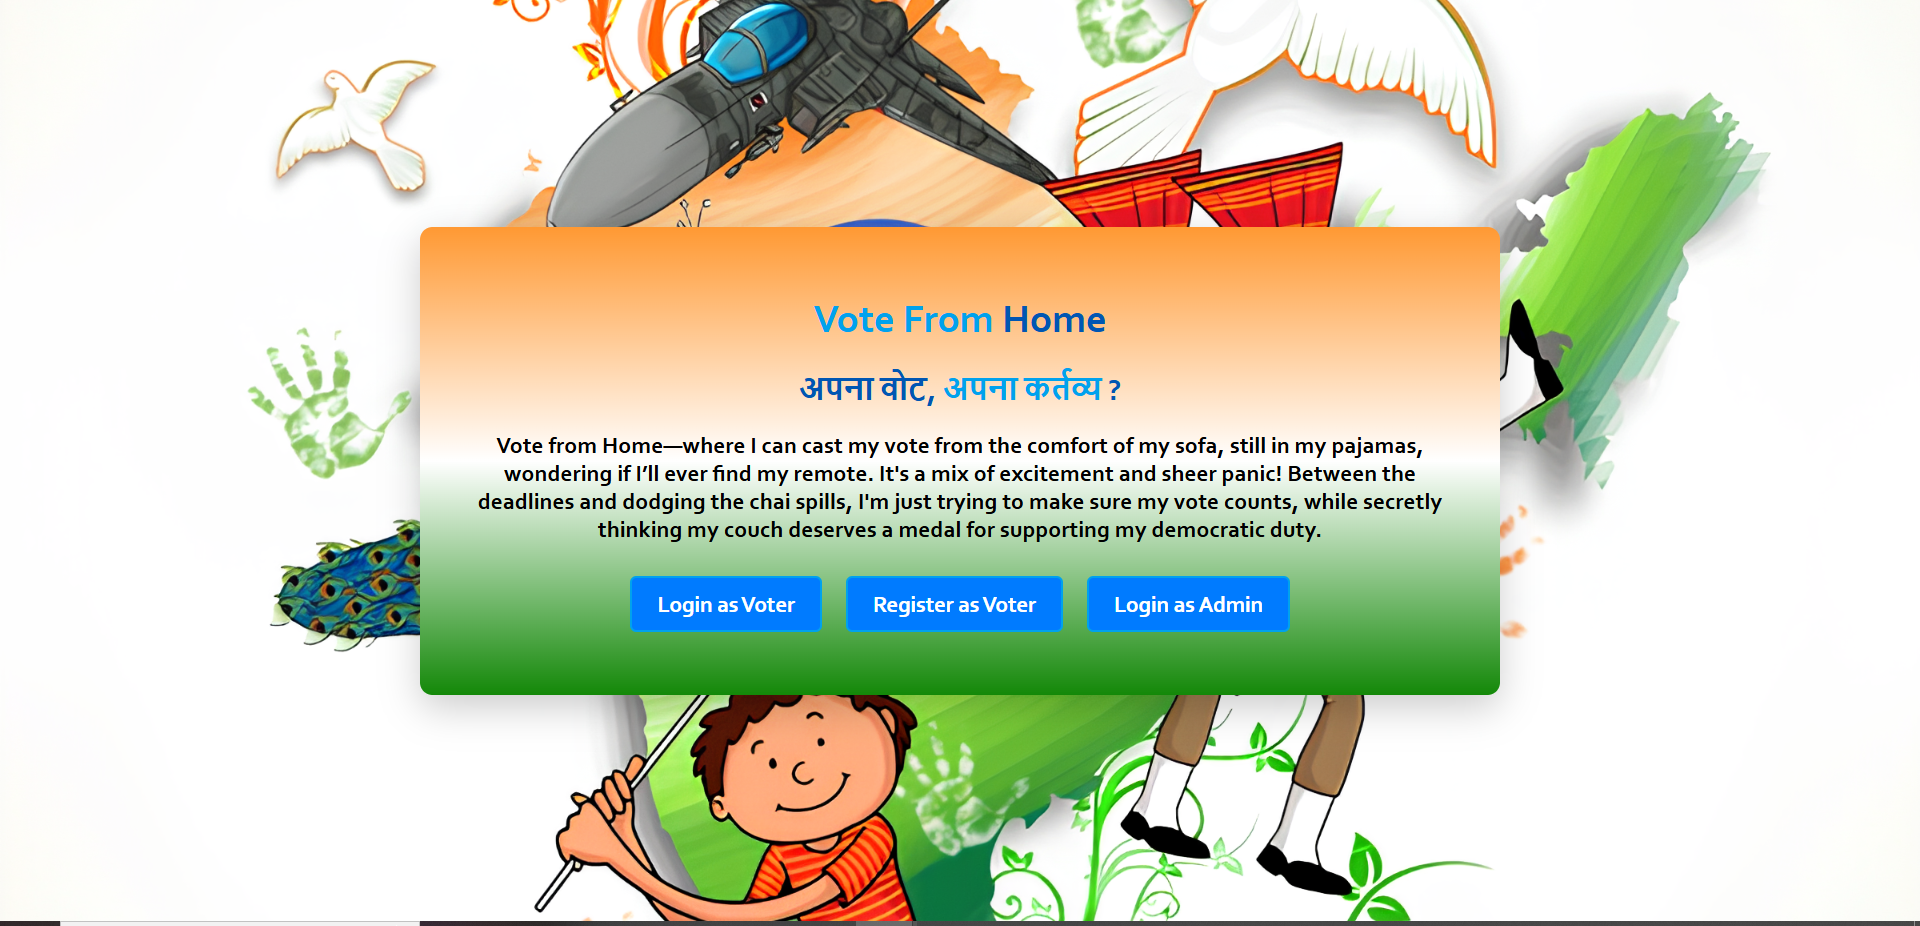 Vote From Home
अपना वोट, अपना कर्तव्य ?
Vote from Home—where I can cast my vote from the comfort of my sofa, still in my pajamas,
wondering if I’ll ever find my remote. It's a mix of excitement and sheer panic! Between the
deadlines and dodging the chai spills, I'm just trying to make sure my vote counts, while secretly
thinking my couch deserves a medal for supporting my democratic duty.
Login as Voter
Register as Voter
Login as Admin